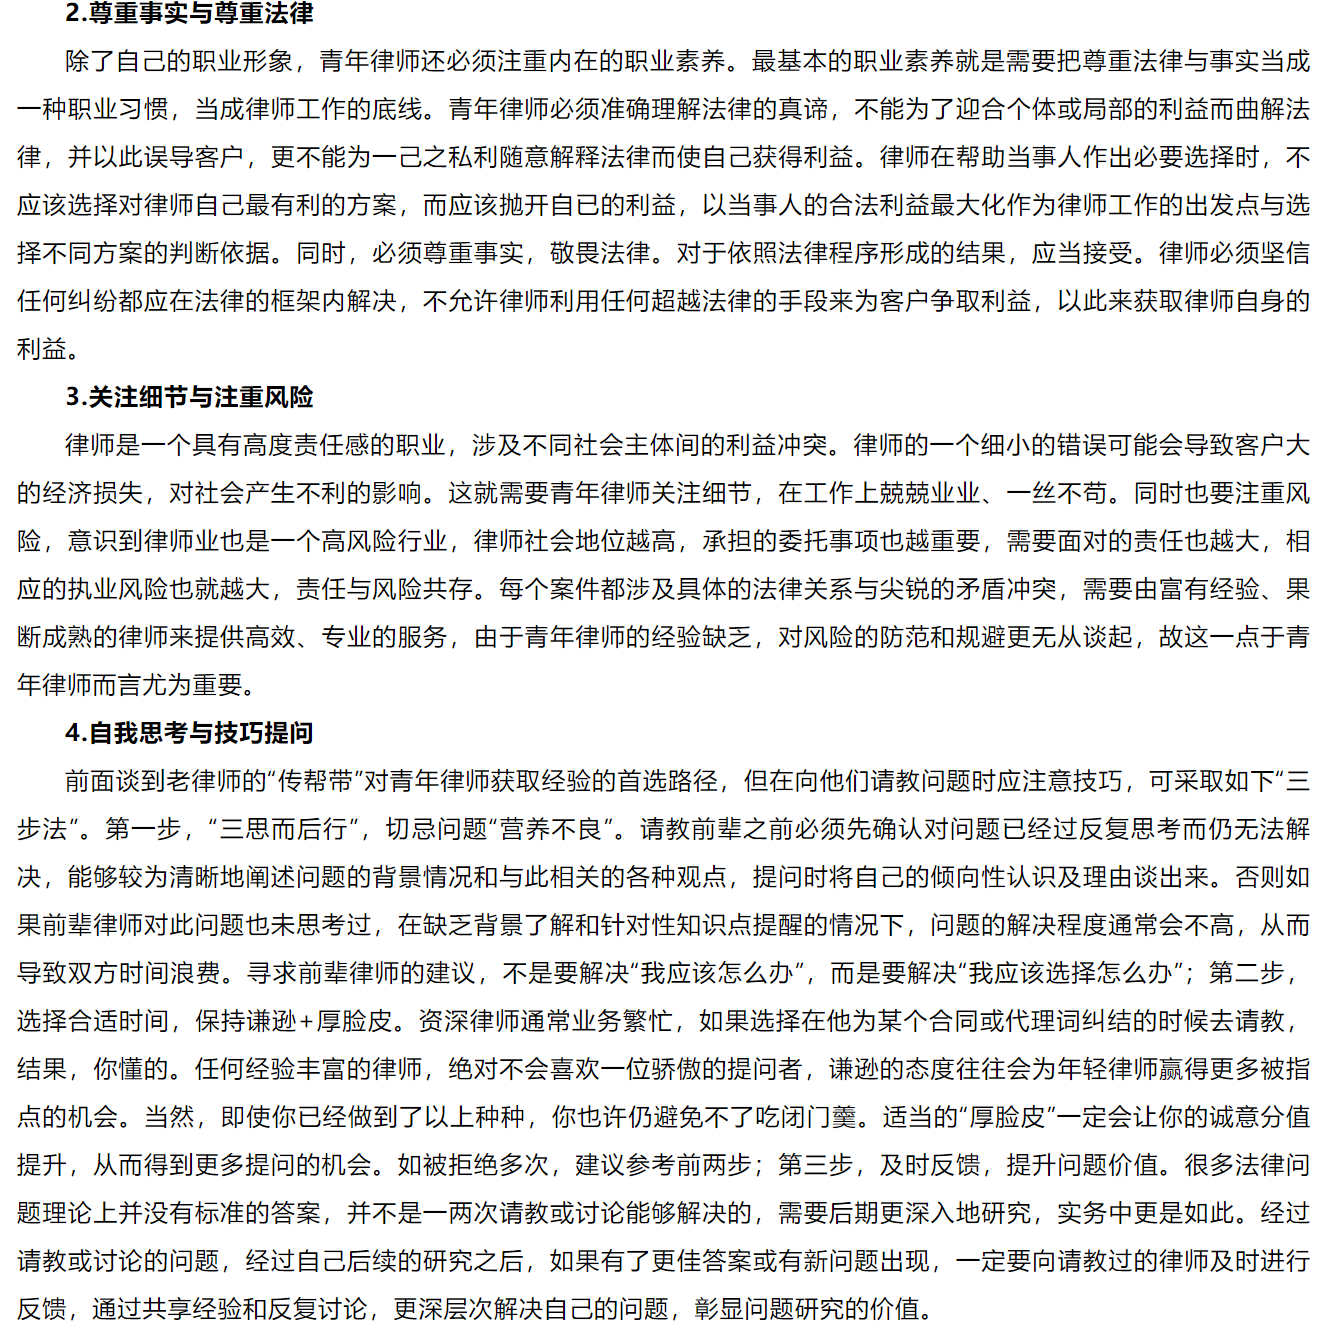 2.尊重事实与尊重法律
除了自己的职业形象，青年律师还必须注重内在的职业素养。最基本的职业素养就是需要把尊重法律与事实当成
一种职业习惯，当成律师工作的底线。青年律师必须准确理解法律的真谛，不能为了迎合个体或局部的利益而曲解法
律，并以此误导客户，更不能为一己之私利随意解释法律而使自己获得利益。律师在帮助当事人作出必要选择时，不
应该选择对律师自己最有利的方案，而应该抛开自已的利益，以当事人的合法利益最大化作为律师工作的出发点与选
择不同方案的判断依据。同时，必须尊重事实，敬畏法律。对于依照法律程序形成的结果，应当接受。律师必须坚信
任何纠纷都应在法律的框架内解决，不允许律师利用任何超越法律的手段来为客户争取利益，以此来获取律师自身的
利益。
3.关注细节与注重风险
律师是一个具有高度责任感的职业，涉及不同社会主体间的利益冲突。律师的一个细小的错误可能会导致客户大
的经济损失，对社会产生不利的影响。这就需要青年律师关注细节，在工作上兢兢业业、一丝不苟。同时也要注重风
险，意识到律师业也是一个高风险行业，律师社会地位越高，承担的委托事项也越重要，需要面对的责任也越大，相
应的执业风险也就越大，责任与风险共存。每个案件都涉及具体的法律关系与尖锐的矛盾冲突，需要由富有经验、果
断成熟的律师来提供高效、专业的服务，由于青年律师的经验缺乏，对风险的防范和规避更无从谈起，故这一点于青
年律师而言尤为重要。
4.自我思考与技巧提问
前面谈到老律师的“传帮带”对青年律师获取经验的首选路径，但在向他们请教问题时应注意技巧，可采取如下“三
步法”。第一步，“三思而后行”，切忌问题“营养不良”。请教前辈之前必须先确认对问题已经过反复思考而仍无法解
决，能够较为清晰地阐述问题的背景情况和与此相关的各种观点，提问时将自己的倾向性认识及理由谈出来。否则如
果前辈律师对此问题也未思考过，在缺乏背景了解和针对性知识点提醒的情况下，问题的解决程度通常会不高，从而
导致双方时间浪费。寻求前辈律师的建议，不是要解决“我应该怎么办”，而是要解决“我应该选择怎么办”；第二步，
选择合适时间，保持谦逊+厚脸皮。资深律师通常业务繁忙，如果选择在他为某个合同或代理词纠结的时候去请教，
结果，你懂的。任何经验丰富的律师，绝对不会喜欢一位骄傲的提问者，谦逊的态度往往会为年轻律师赢得更多被指
点的机会。当然，即使你已经做到了以上种种，你也许仍避免不了吃闭门羹。适当的“厚脸皮”一定会让你的诚意分值
提升，从而得到更多提问的机会。如被拒绝多次，建议参考前两步；第三步，及时反馈，提升问题价值。很多法律问
题理论上并没有标准的答案，并不是一两次请教或讨论能够解决的，需要后期更深入地研究，实务中更是如此。经过
请教或讨论的问题，经过自己后续的研究之后，如果有了更佳答案或有新问题出现，一定要向请教过的律师及时进行
反馈，通过共享经验和反复讨论，更深层次解决自己的问题，彰显问题研究的价值。